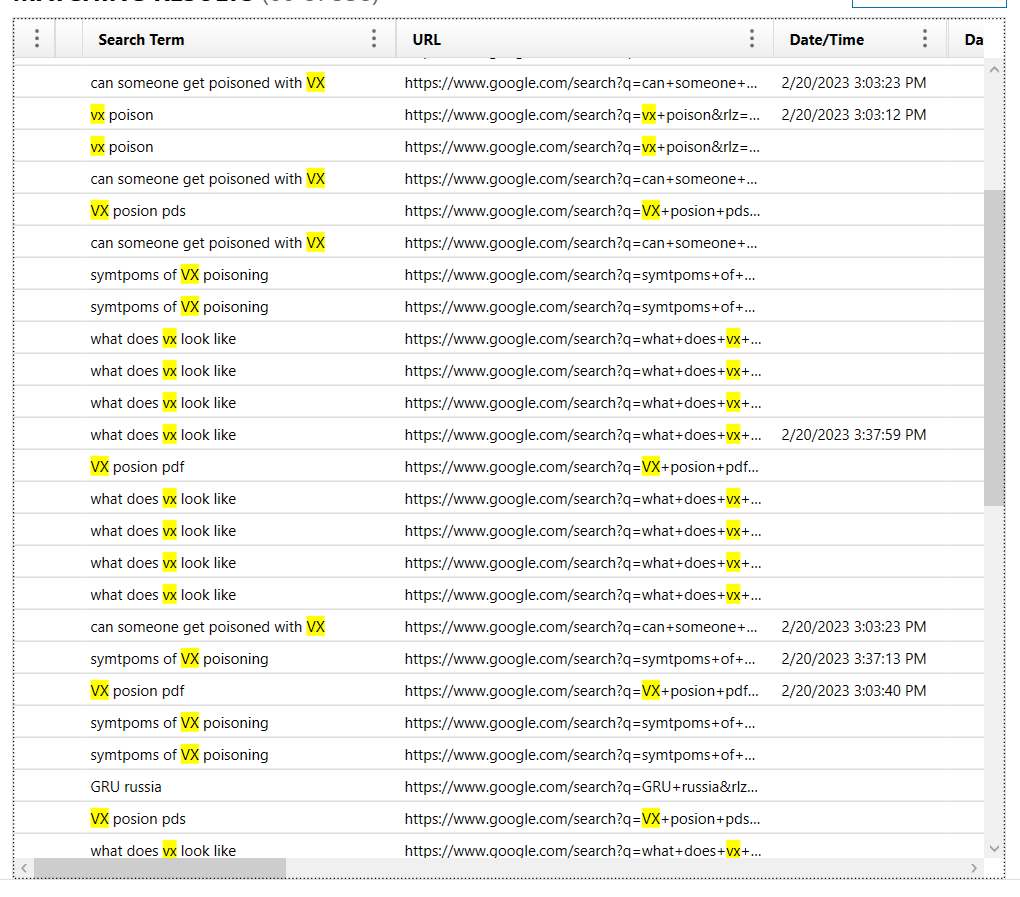 Search Term URL Date/Time Da
can someone get poisoned with VX https://www.google.com/search?q=can+someone+... 2/20/2023 3:03:23 PM
vx poison https://www.google.com/search?q=vx+poison&rlz=... 2/20/2023 3:03:12 PM
vx poison https://www.google.com/search?q=vx+poison&rlz=...
can someone get poisoned with VX https://www.google.com/search?q=can+someone+...
VX posion pds https://www.google.com/search?q=VX+posion+pds...
can someone get poisoned with VX https://www.google.com/search?q=can+someone+...
symtpoms of VX poisoning https://www.google.com/search?q=symtpoms+of+...
symtpoms of VX poisoning https://www.google.com/search?q=symtpoms+of+...
what does vx look like https://www.google.com/search?q=what+does+vx+...
what does vx look like https://www.google.com/search?q=what+does+vx+...
what does vx look like https://www.google.com/search?q=what+does+vx+...
what does vx look like https://www.google.com/search?q=what+does+vx+... 2/20/2023 3:37:59 PM
VX posion pdf https://www.google.com/search?q=VX+posion+pdf...
what does vx look like https://www.google.com/search?q=what+does+vx+...
what does vx look like https://www.google.com/search?q=what+does+vx+...
what does vx look like https://www.google.com/search?q=what+does+vx+...
what does vx look like https://www.google.com/search?q=what+does+vx+...
can someone get poisoned with VX https://www.google.com/search?q=can+someone+... 2/20/2023 3:03:23 PM
symtpoms of VX poisoning https://www.google.com/search?q=symtpoms+of+... 2/20/2023 3:37:13 PM
VX posion pdf https://www.google.com/search?q=VX+posion+pdf... 2/20/2023 3:03:40 PM
symtpoms of VX poisoning https://www.google.com/search?q=symtpoms+of+...
symtpoms of VX poisoning https://www.google.com/search?q=symtpoms+of+...
GRU russia https://www.google.com/search?q=GRU+russia&rlz...
VX posion pds https://www.google.com/search?q=VX+posion+pds...
what does vx look like https://www.google.com/search?q=what+does+vx+...